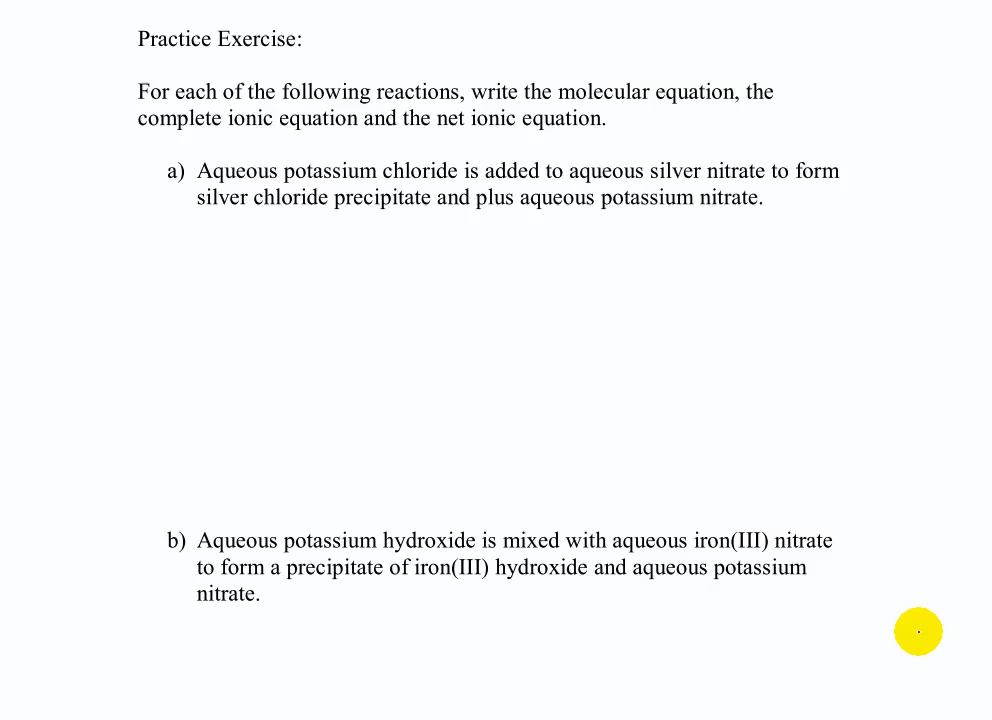 Practice Exercise:
For each of the following reactions, write the molecular equation, the
complete ionic equation and the net ionic equation.
a) Aqueous potassium chloride is added to aqueous silver nitrate to form
silver chloride precipitate and plus aqueous potassium nitrate.
b) Aqueous potassium hydroxide is mixed with aqueous iron(III) nitrate
to form a precipitate of iron(III) hydroxide and aqueous potassium
nitrate.